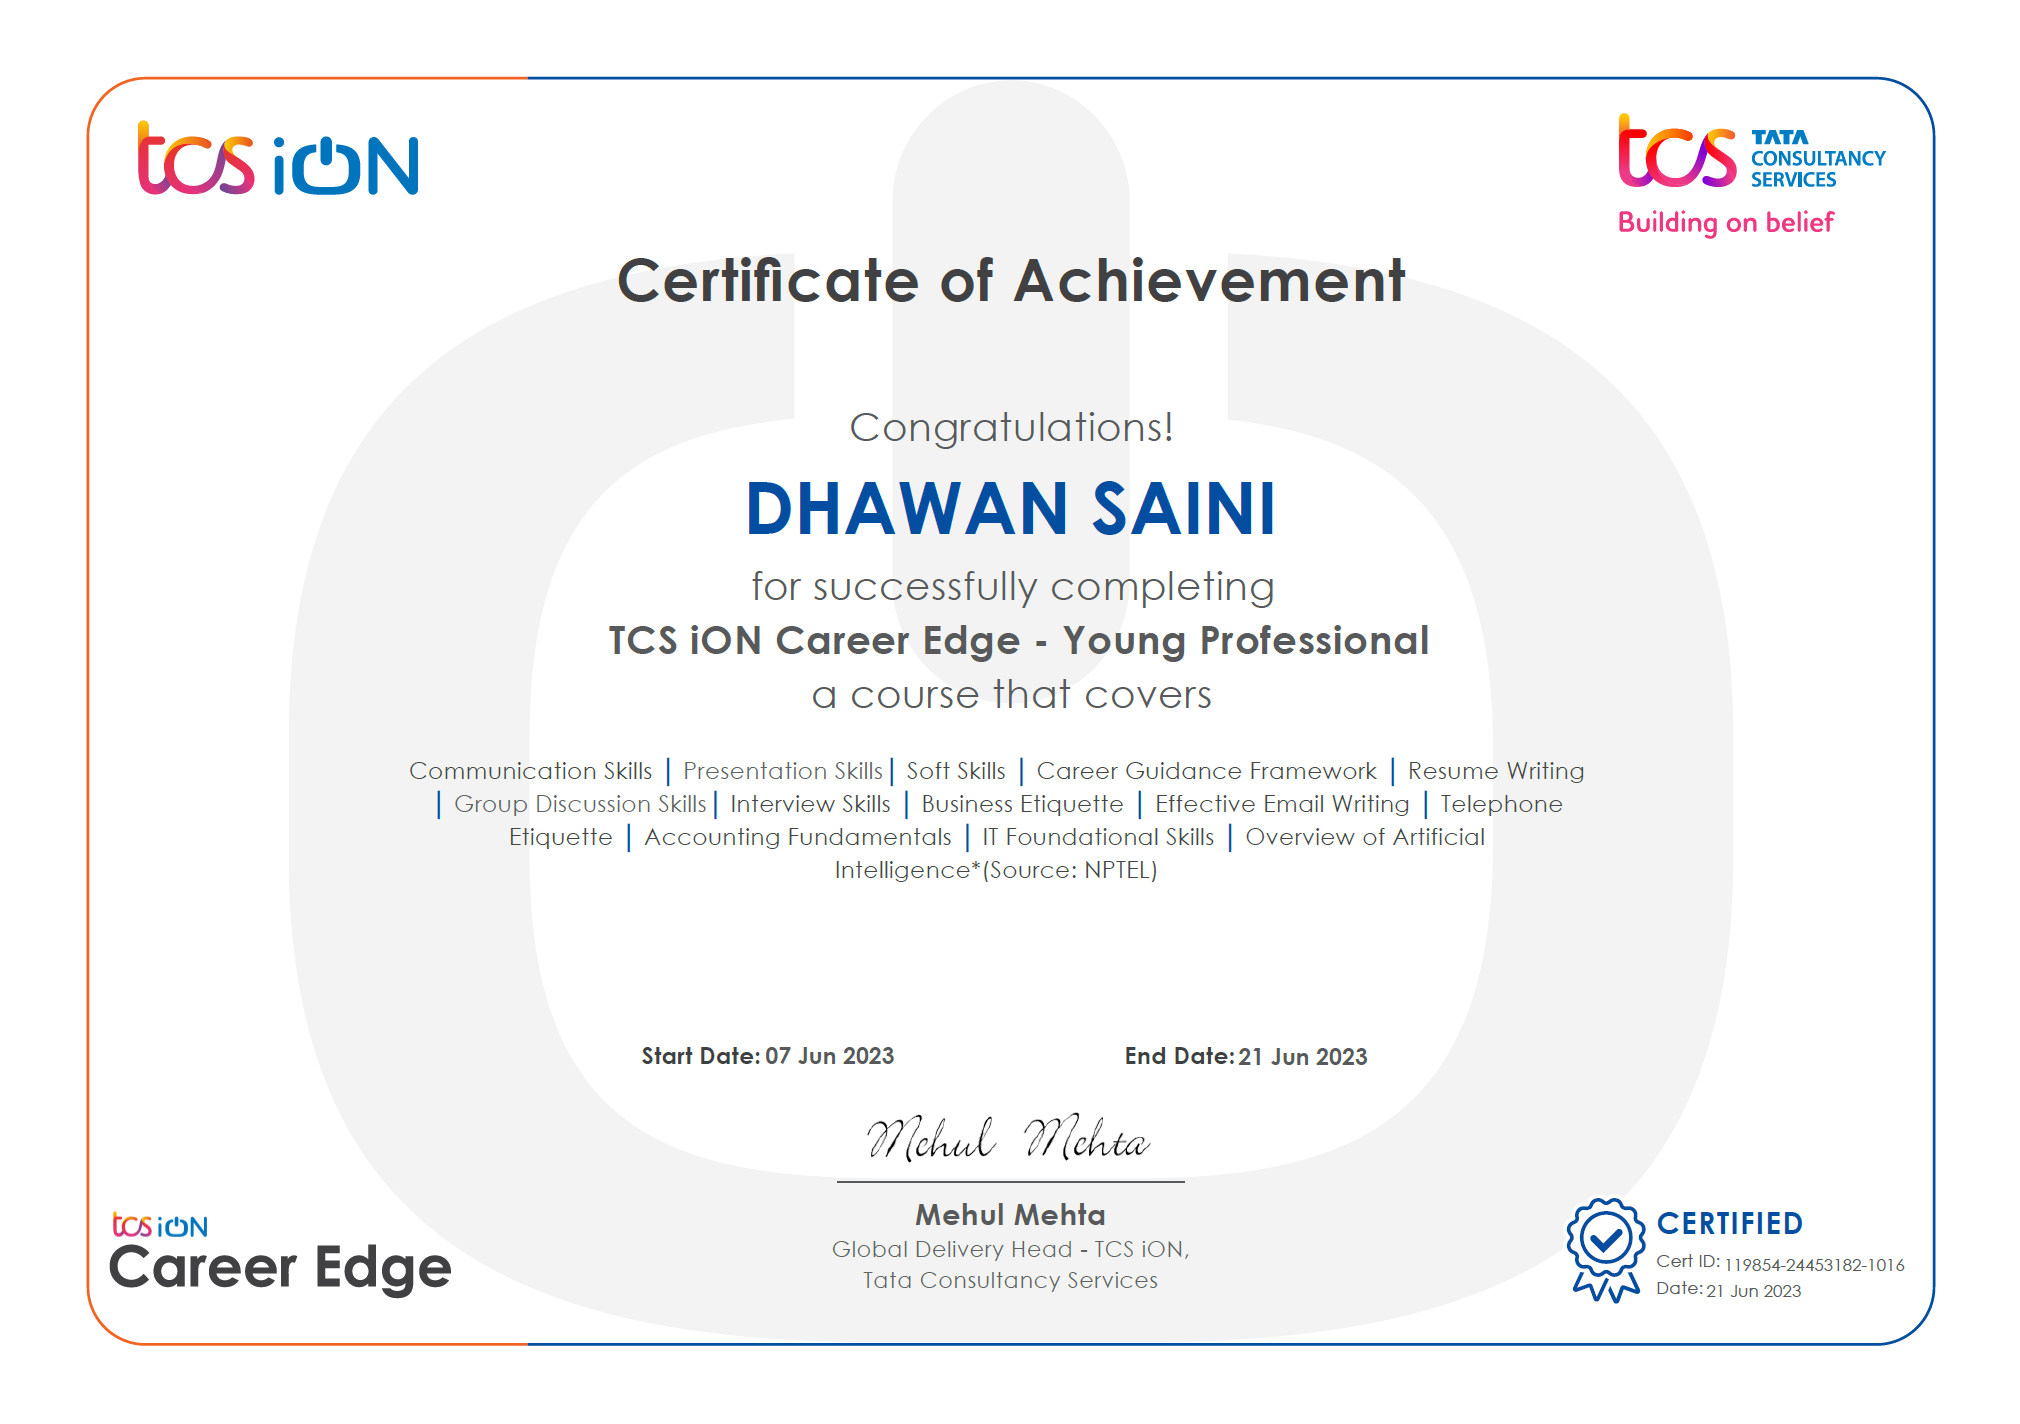 tcs iON
tcs TATA
CONSULTANCY
SERVICES
Building on belief
Certificate of Achievement
Congratulations!
DHAWAN SAINI
for successfully completing
TCS iON Career Edge - Young Professional
a course that covers
Communication Skills | Presentation Skills | Soft Skills | Career Guidance Framework | Resume Writing
| Group Discussion Skills | Interview Skills | Business Etiquette | Effective Email Writing | Telephone
Etiquette | Accounting Fundamentals | IT Foundational Skills | Overview of Artificial
Intelligence*(Source: NPTEL)
Start Date: 07 Jun 2023 End Date: 21 Jun 2023
Mehul Mehta
Mehul Mehta
Global Delivery Head - TCS iON,
Tata Consultancy Services
tcs iON
Career Edge
CERTIFIED
Cert ID: 119854-24453182-1016
Date: 21 Jun 2023